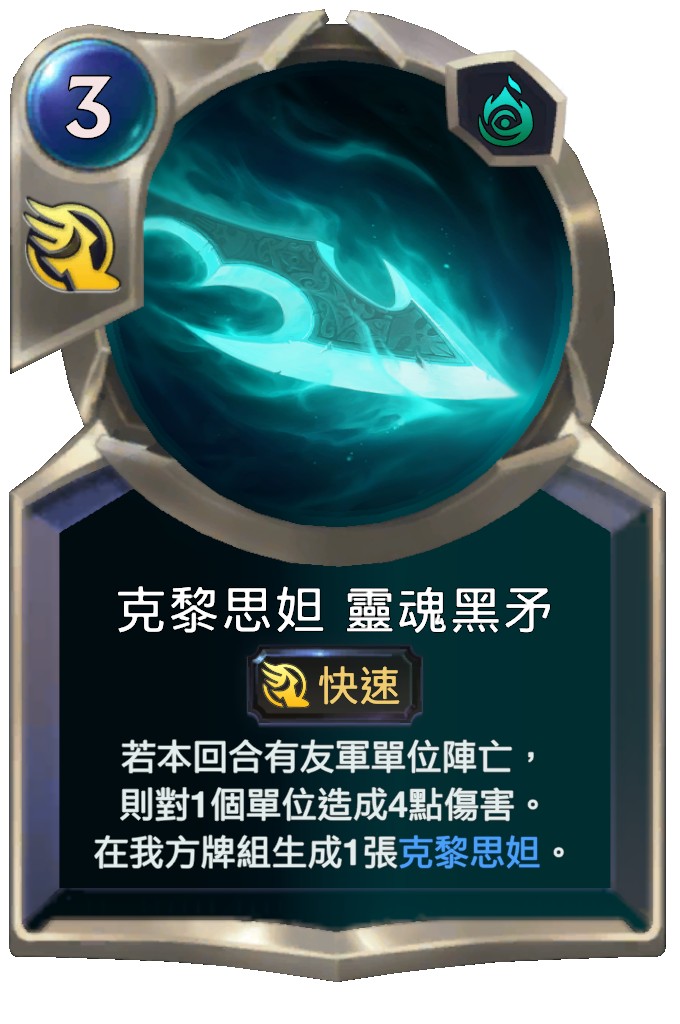 3
克黎思妲 靈魂黑矛
快速
若本回合有友軍單位陣亡，
則對1個單位造成4點傷害。
在我方牌組生成1張克黎思妲。